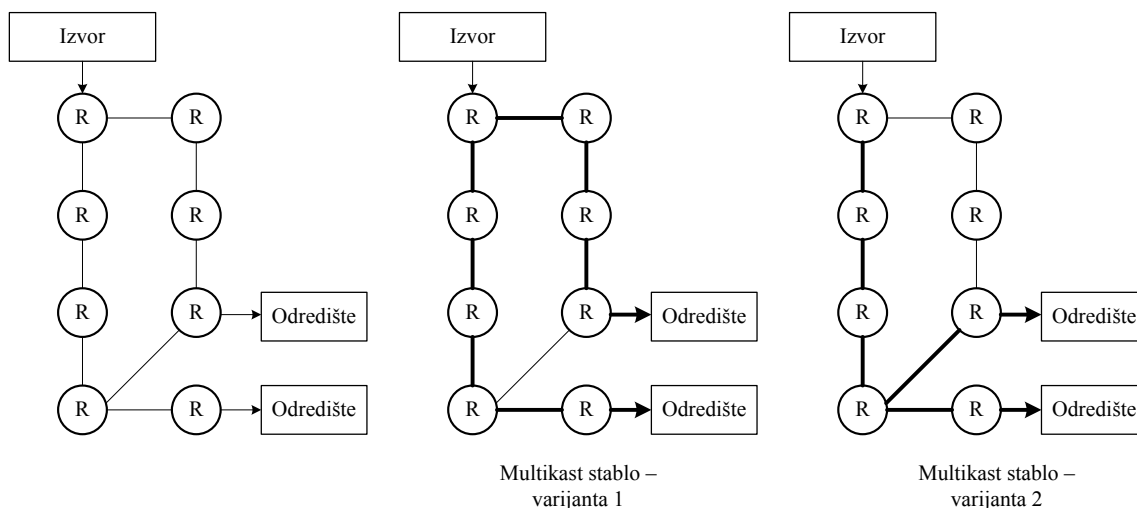 Izvor
R
R
R
R
R
R
Odredište
R
R
Odredište
Izvor
R
R
R
R
R
R
Odredište
R
R
Odredište
Multikast stablo –
varijanta 1
Izvor
R
R
R
R
R
R
Odredište
R
R
Odredište
Multikast stablo –
varijanta 2